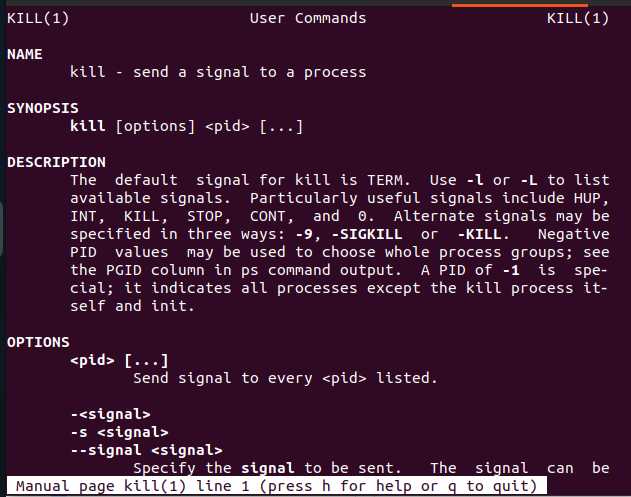 KILL(1) User Commands KILL(1)
NAME
kill - send a signal to a process
SYNOPSIS
kill [options] <pid> [...]
DESCRIPTION
The default signal for kill is TERM. Use -l or -L to list
available signals. Particularly useful signals include HUP,
INT, KILL, STOP, CONT, and 0. Alternate signals may be
specified in three ways: -9, -SIGKILL or -KILL. Negative
PID values may be used to choose whole process groups; see
the PGID column in ps command output. A PID of -1 is spe-
cial; it indicates all processes except the kill process it-
self and init.
OPTIONS
<pid> [...]
Send signal to every <pid> listed.
-<signal>
-s <signal>
--signal <signal>
Specify the signal to be sent. The signal can be
Manual page kill(1) line 1 (press h for help or q to quit)